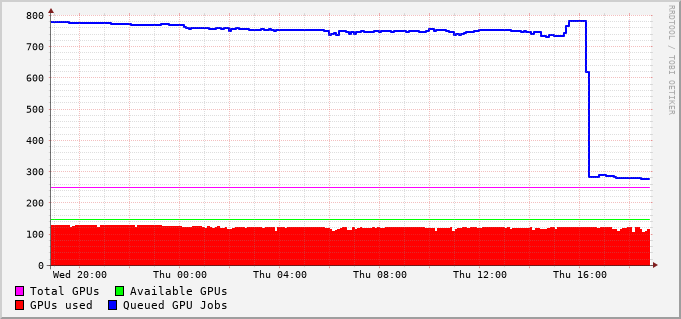 800
700
600
500
400
300
200
100
0
Wed 20:00 Thu 00:00 Thu 04:00 Thu 08:00 Thu 12:00 Thu 16:00
Total GPUs Available GPUs
GPUs used Queued GPU Jobs
RRDTOOL / TOBI OETIKER